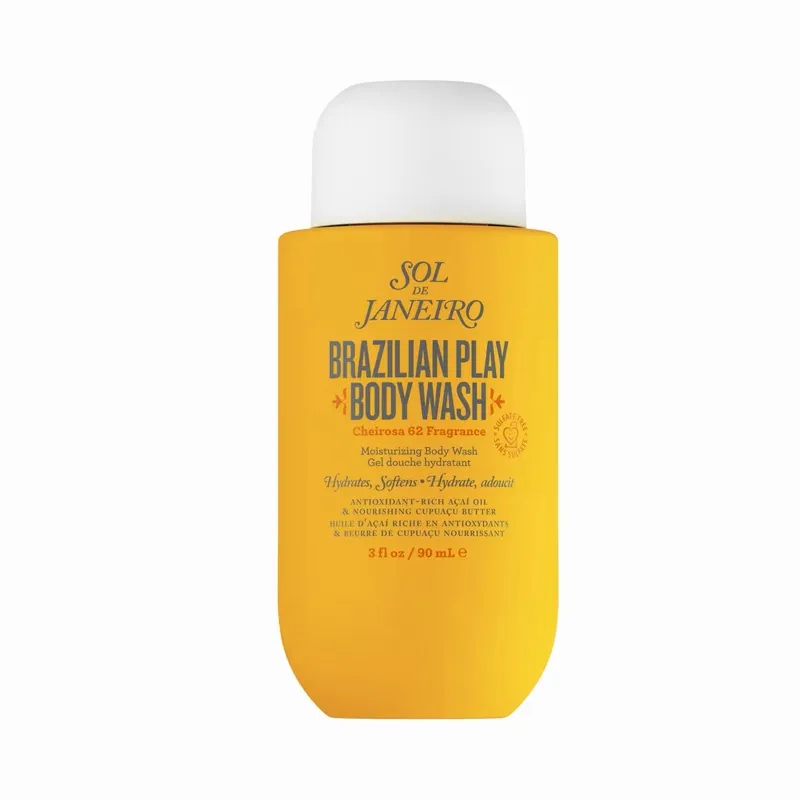 SOL
DE
JANEIRO
BRAZILIAN PLAY
BODY WASH
Cheirosa 62 Fragrance
SULFATE FREE • SANS SULFATE •
Moisturizing Body Wash
Gel douche hydratant
Hydrates, Softens • Hydrate, adoucit
ANTIOXIDANT-RICH AÇAÍ OIL
& NOURISHING CUPUAÇU BUTTER
HUILE D'AÇAÍ RICHE EN ANTIOXYDANTS
& BEURRE DE CUPUAÇU NOURRISSANT
3 fl oz / 90 mL ℮